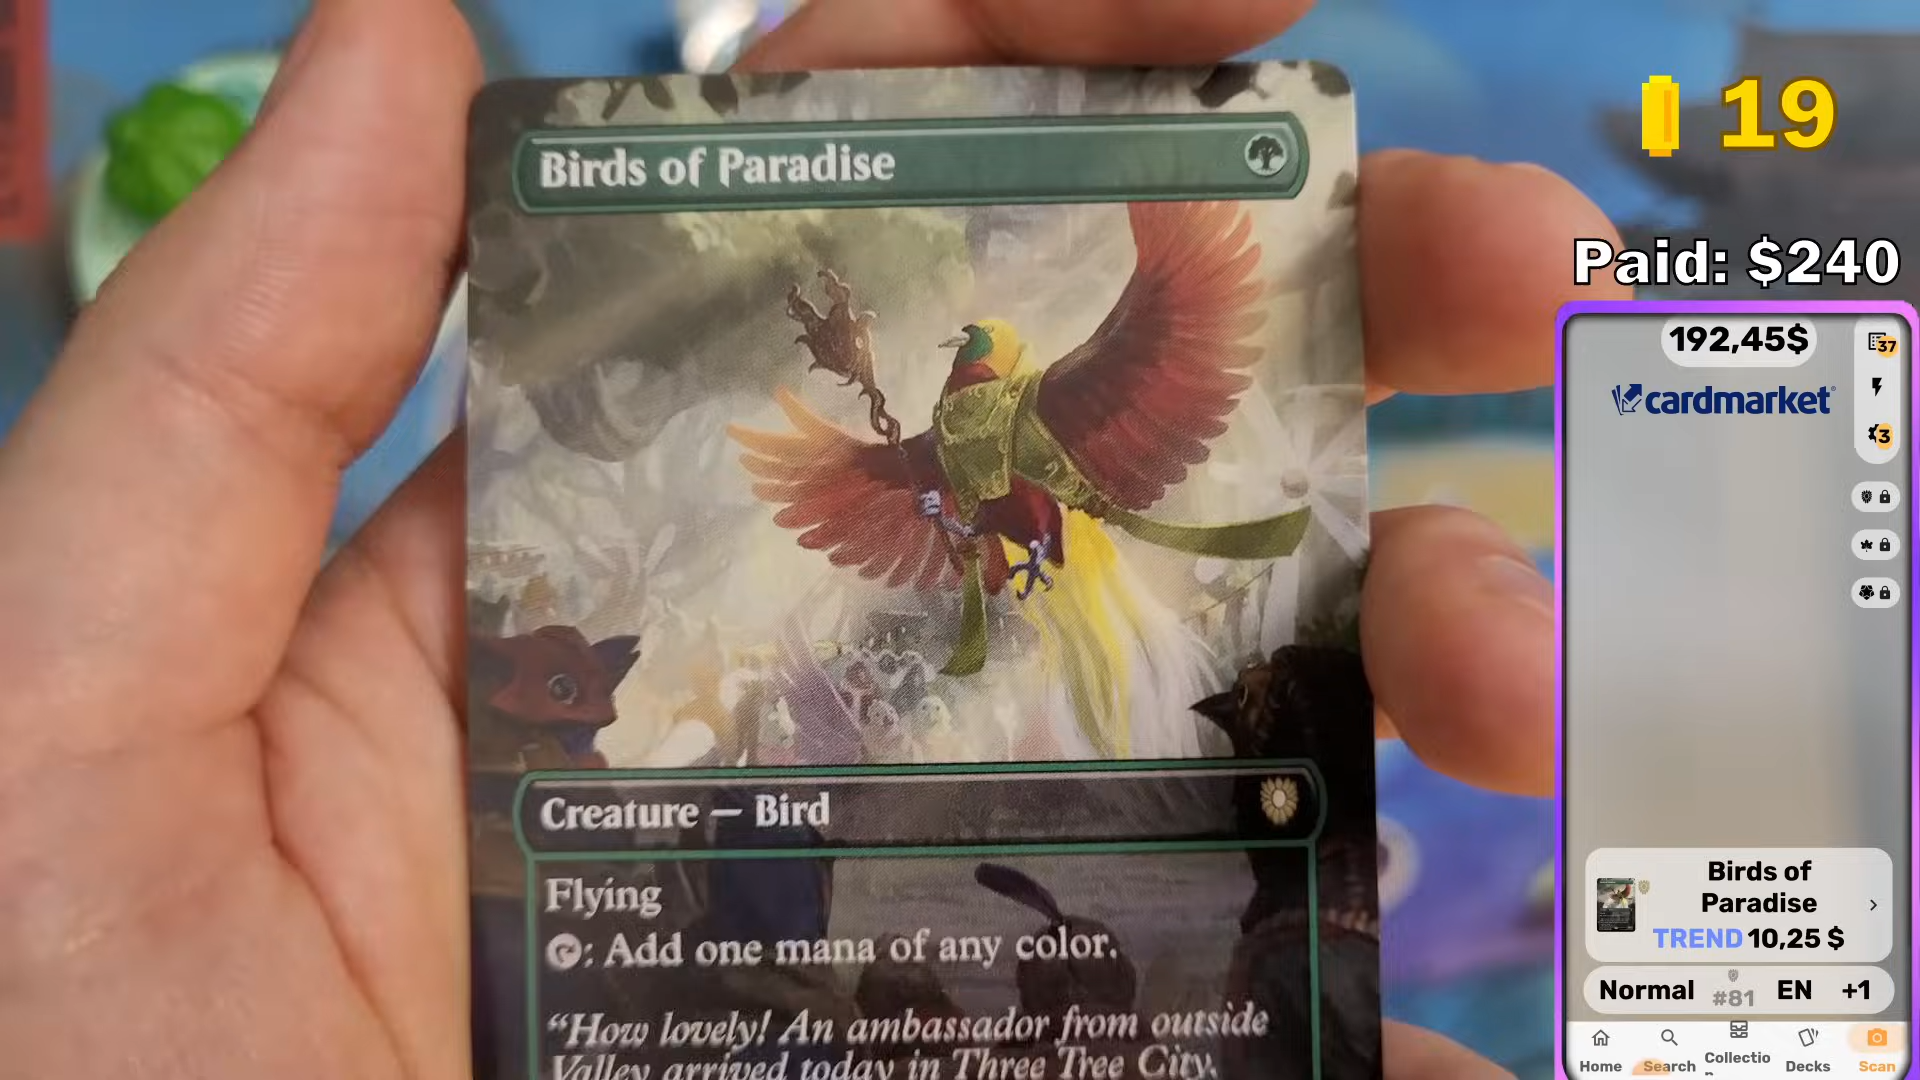 Birds of Paradise
Creature — Bird
Flying
: Add one mana of any color.
“How lovely! An ambassador from outside
Valley arrived today in Three Tree City.
19
Paid: $240
192,45$
37
cardmarket
3
Birds of
Paradise
TREND 10,25 $
Normal #81 EN +1
Home Search Collectio
n Decks Scan